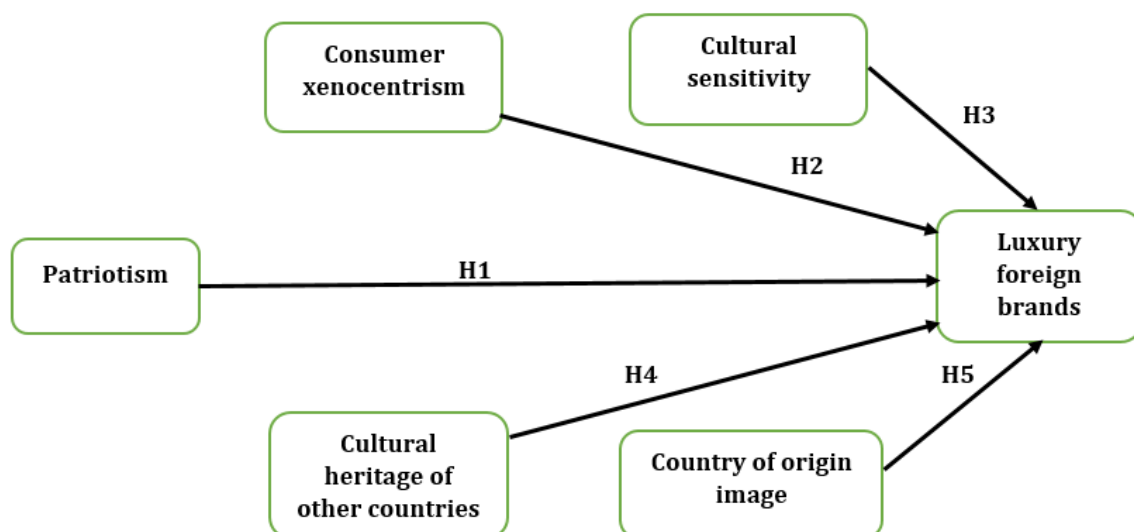 Consumer
xenocentrism
Cultural
sensitivity
H3
H2
Patriotism
H1
Luxury
foreign
brands
H4
H5
Cultural
heritage of
other countries
Country of origin
image